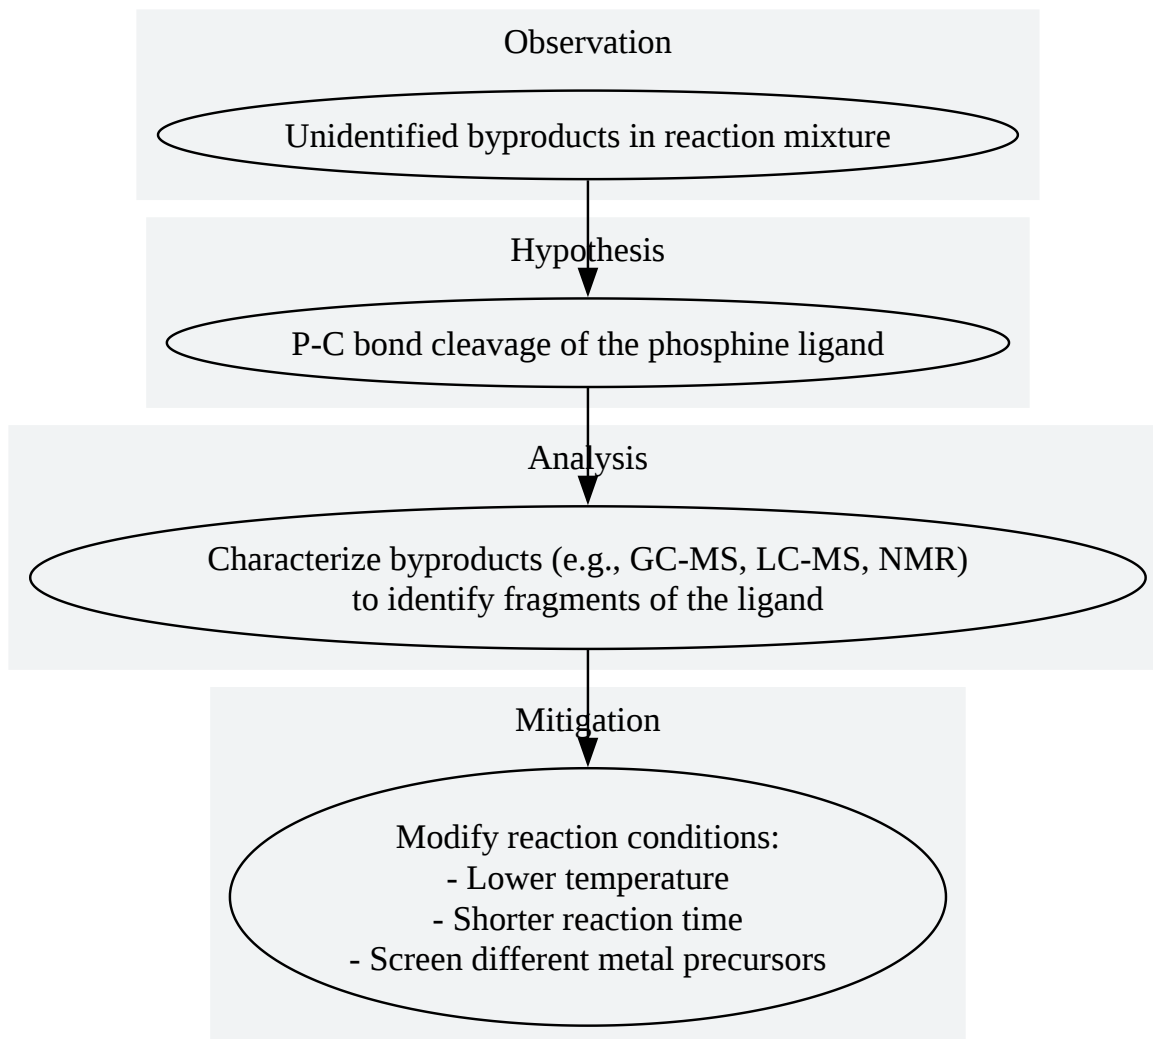 Observation
Unidentified byproducts in reaction mixture
Hypothesis
P-C bond cleavage of the phosphine ligand
Analysis
Characterize byproducts (e.g., GC-MS, LC-MS, NMR)
to identify fragments of the ligand
Mitigation
Modify reaction conditions:
- Lower temperature
- Shorter reaction time
- Screen different metal precursors